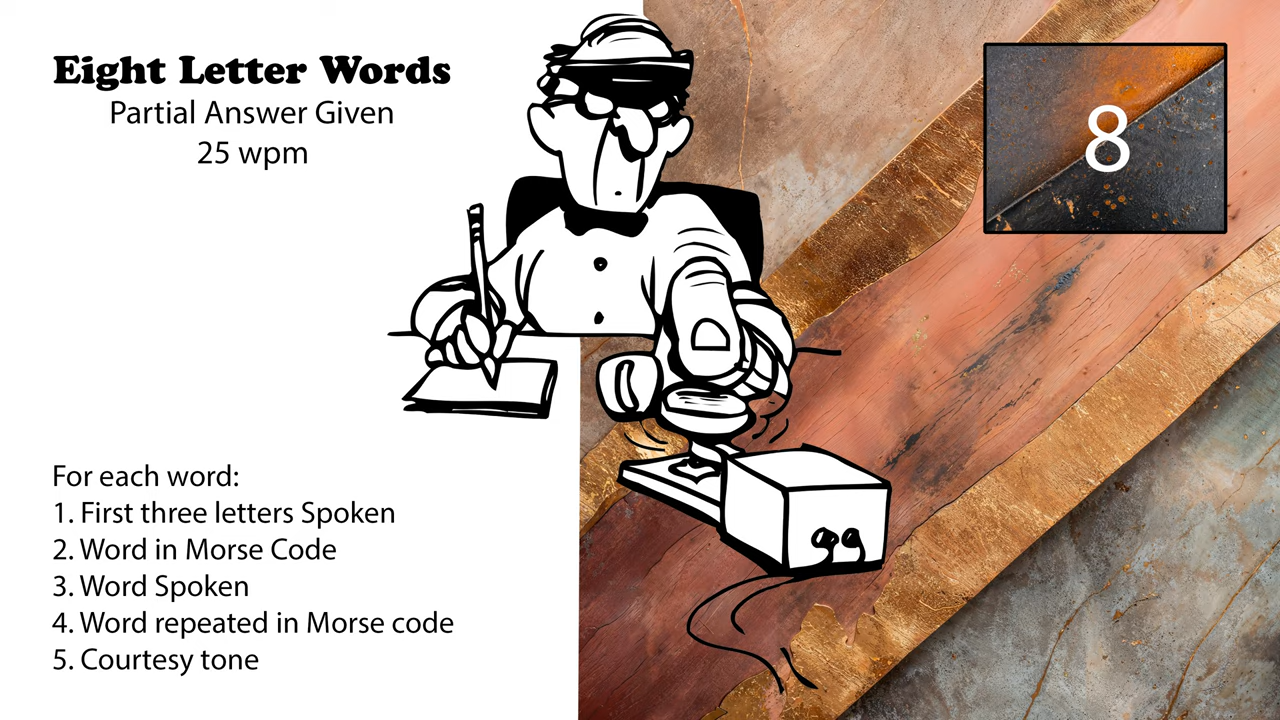 Eight Letter Words
Partial Answer Given
25 wpm
8
For each word:
1. First three letters Spoken
2. Word in Morse Code
3. Word Spoken
4. Word repeated in Morse code
5. Courtesy tone